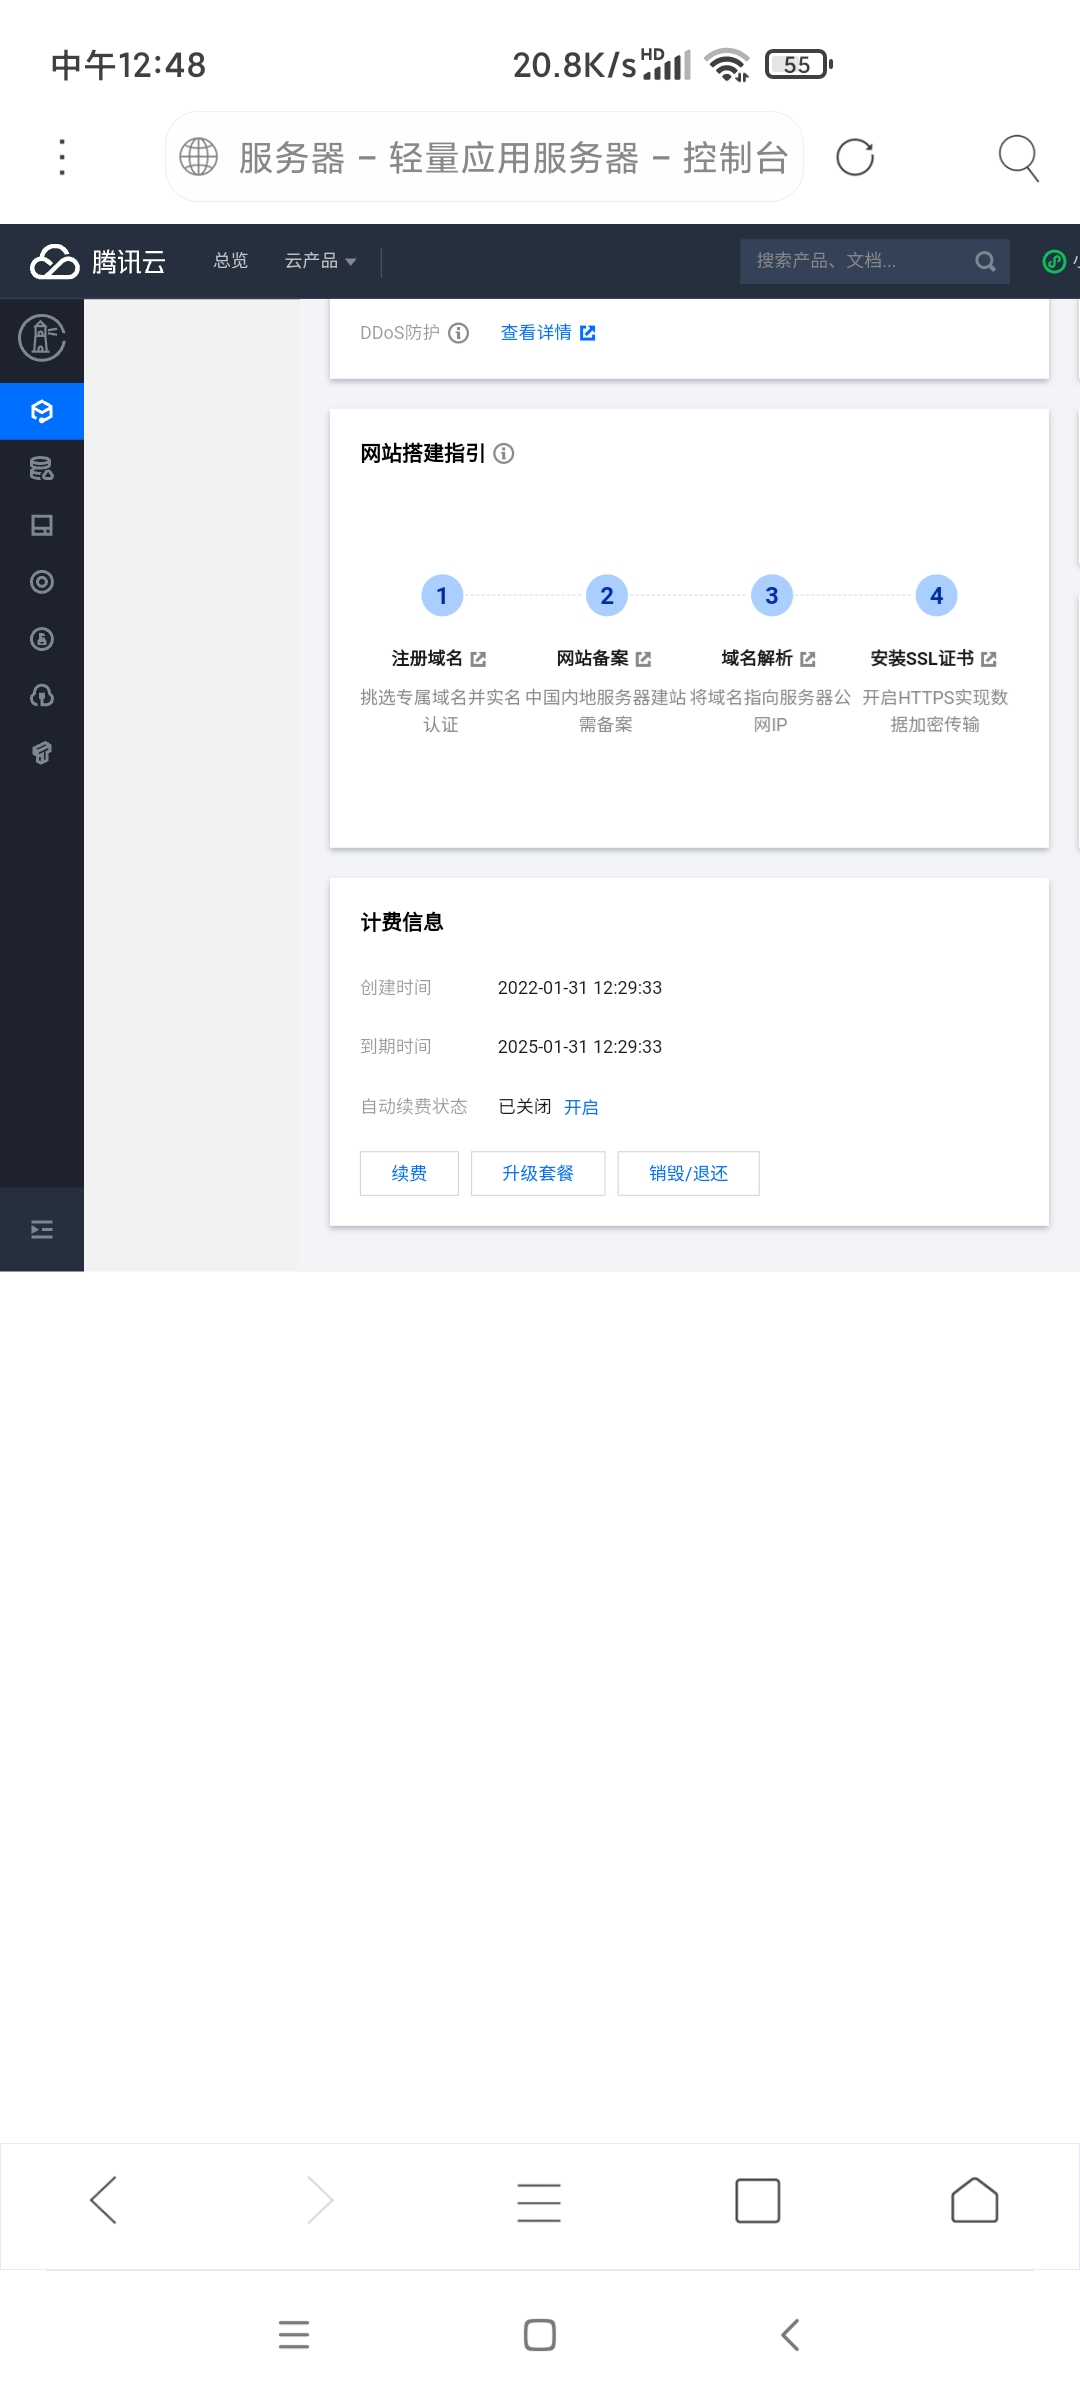 中午12:48
20.8K/s HD 55
服务器 – 轻量应用服务器 – 控制台
腾讯云 总览 云产品 搜索产品、文档...
DDoS防护 查看详情
网站搭建指引
1 2 3 4
注册域名 网站备案 域名解析 安装SSL证书
挑选专属域名并实名 中国内地服务器建站 将域名指向服务器公 开启HTTPS实现数
认证 需备案 网IP 据加密传输
计费信息
创建时间 2022-01-31 12:29:33
到期时间 2025-01-31 12:29:33
自动续费状态 已关闭 开启
续费 升级套餐 销毁/退还